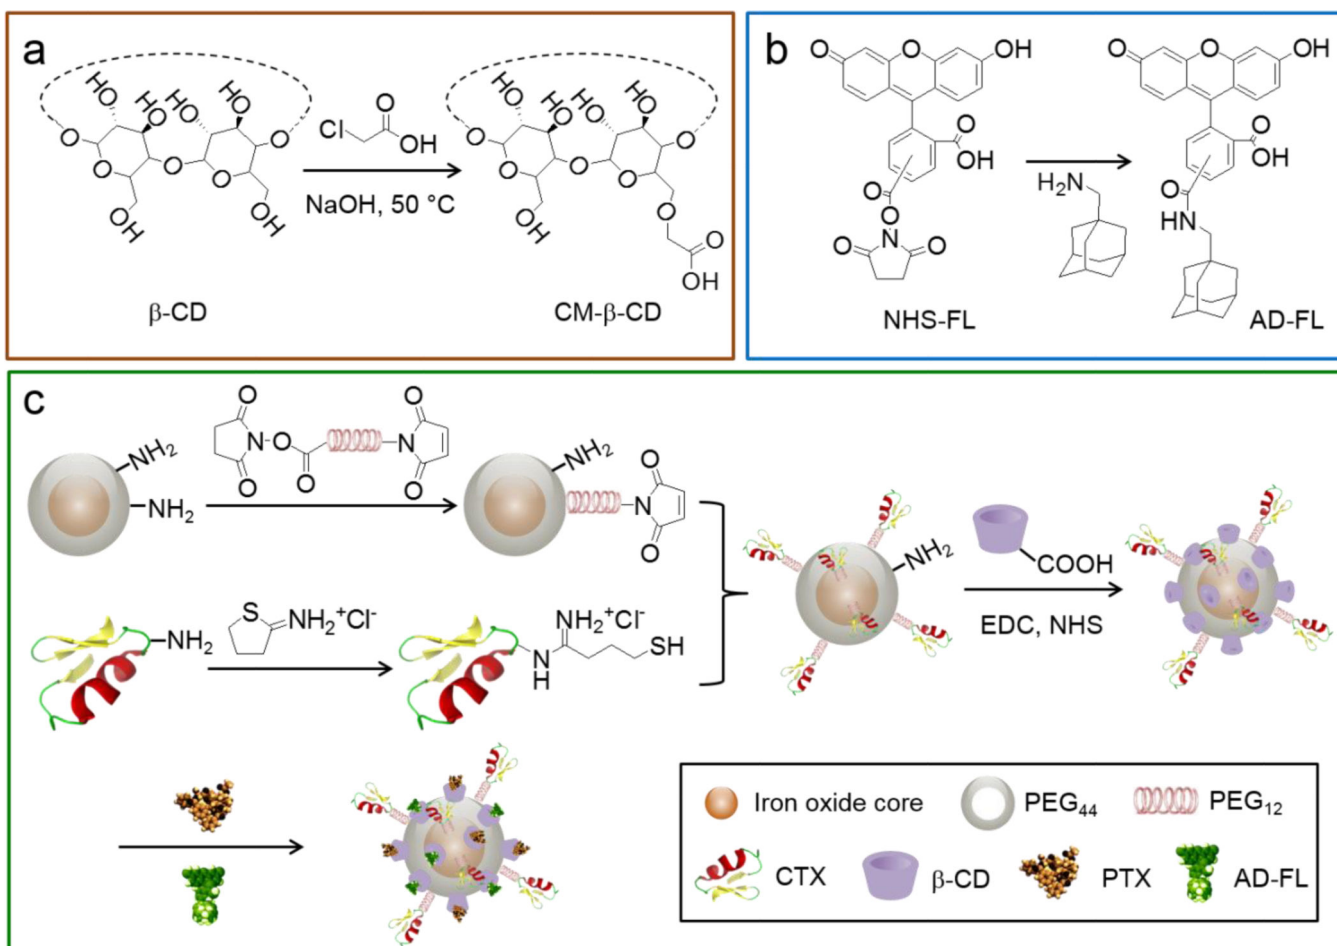 a
HO
HO
HO
HO
O
O
O
O
O
OH
OH
Cl
O
OH
NaOH, 50 °C
HO
HO
HO
HO
O
O
O
O
O
OH
O
O
OH
β-CD
CM-β-CD
b
O
O
OH
O
OH
O
O
O
N
O
NHS-FL
H₂N
O
O
OH
O
OH
O
HN
AD-FL
c
NH₂
NH₂
O
N
O
O
O
O
N
O
NH₂
O
N
O
NH₂
S
NH₂⁺Cl⁻
NH₂⁺Cl⁻
N
H
SH
NH₂
COOH
EDC, NHS
Iron oxide core
PEG₄₄
PEG₁₂
CTX
β-CD
PTX
AD-FL